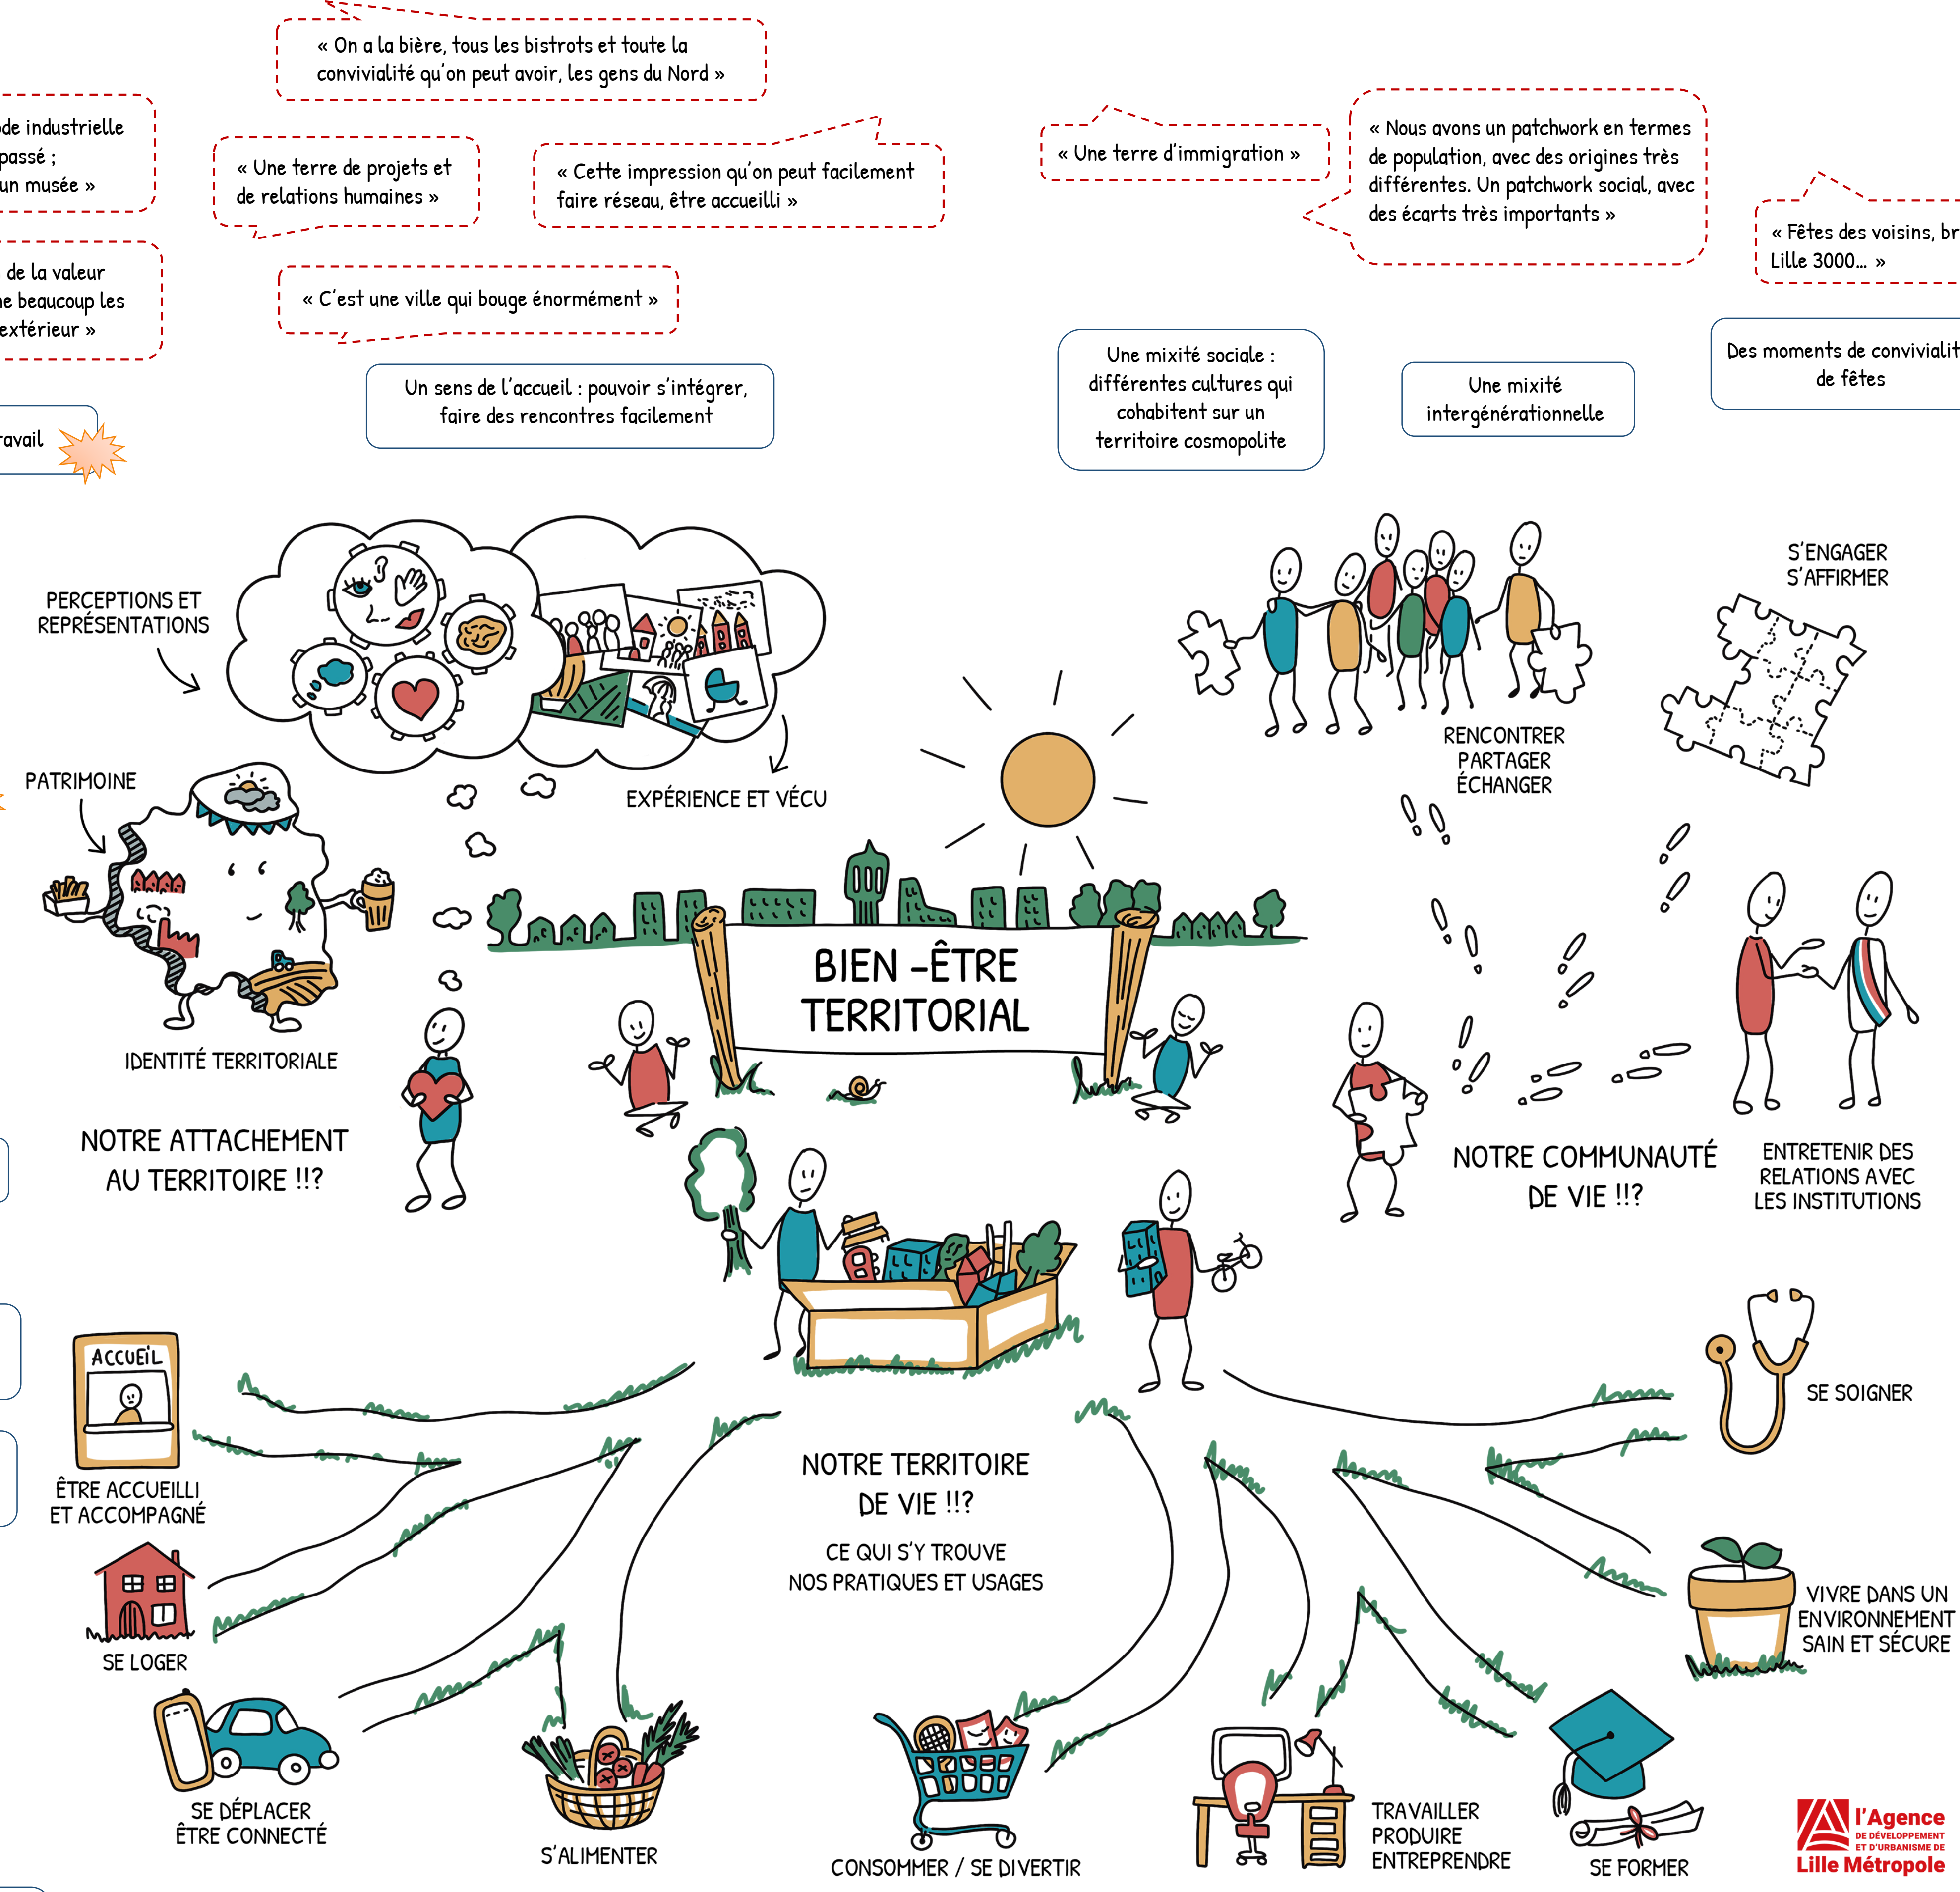 « On a la bière, tous les bistrots et toute la
convivialité qu'on peut avoir, les gens du Nord »
de industrielle
passé ;
un musée »
« Une terre de projets et
de relations humaines »
« Cette impression qu'on peut facilement
faire réseau, être accueilli »
« Une terre d'immigration »
« Nous avons un patchwork en termes
de population, avec des origines très
différentes. Un patchwork social, avec
des écarts très importants »
« Fêtes des voisins, br
Lille 3000... »
de la valeur
ne beaucoup les
extérieur »
« C'est une ville qui bouge énormément »
Un sens de l'accueil : pouvoir s'intégrer,
faire des rencontres facilement
Une mixité sociale :
différentes cultures qui
cohabitent sur un
territoire cosmopolite
Une mixité
intergénérationnelle
Des moments de convivialit
de fêtes
ravail
PERCEPTIONS ET
REPRÉSENTATIONS
S'ENGAGER
S'AFFIRMER
RENCONTRER
PARTAGER
ÉCHANGER
PATRIMOINE
EXPÉRIENCE ET VÉCU
BIEN -ÊTRE
TERRITORIAL
IDENTITÉ TERRITORIALE
NOTRE ATTACHEMENT
AU TERRITOIRE !!?
NOTRE COMMUNAUTÉ
DE VIE !!?
ENTRETENIR DES
RELATIONS AVEC
LES INSTITUTIONS
ACCUEIL
ÊTRE ACCUEILLI
ET ACCOMPAGNÉ
SE SOIGNER
NOTRE TERRITOIRE
DE VIE !!?
CE QUI S'Y TROUVE
NOS PRATIQUES ET USAGES
SE LOGER
VIVRE DANS UN
ENVIRONNEMENT
SAIN ET SÉCURE
SE DÉPLACER
ÊTRE CONNECTÉ
S'ALIMENTER
CONSOMMER / SE DIVERTIR
TRAVAILLER
PRODUIRE
ENTREPRENDRE
SE FORMER
l'Agence
DE DÉVELOPPEMENT
ET D'URBANISME DE
Lille Métropole